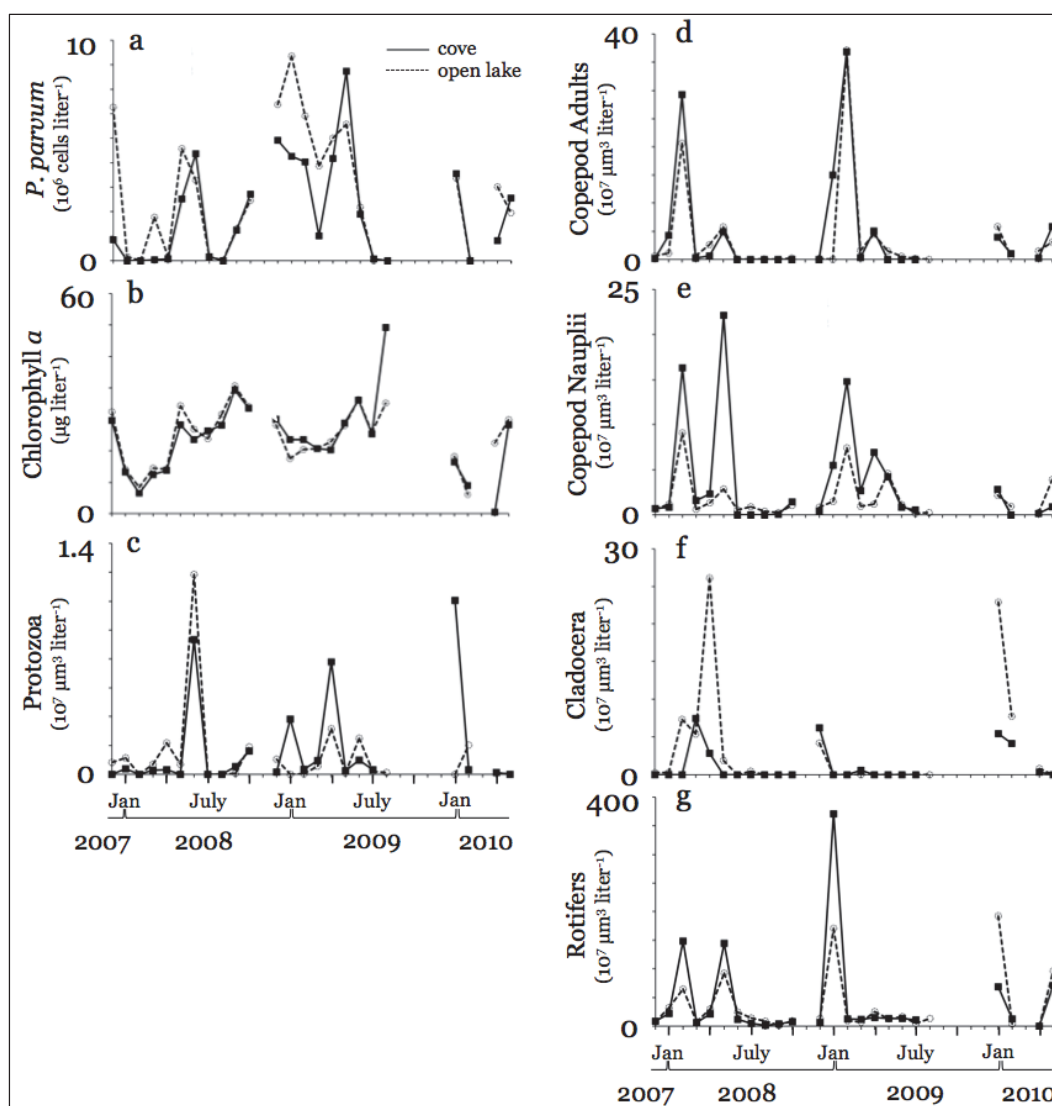 a
10
P. parvum
(10⁶ cells liter⁻¹)
0
cove
open lake
b
60
Chlorophyll a
(µg liter⁻¹)
0
c
1.4
Protozoa
(10⁷ µm³ liter⁻¹)
0
Jan
July
Jan
July
Jan
2007
2008
2009
2010
d
40
Copepod Adults
(10⁷ µm³ liter⁻¹)
0
e
25
Copepod Nauplii
(10⁷ µm³ liter⁻¹)
0
f
30
Cladocera
(10⁷ µm³ liter⁻¹)
0
g
400
Rotifers
(10⁷ µm³ liter⁻¹)
0
Jan
July
Jan
July
Jan
2007
2008
2009
2010